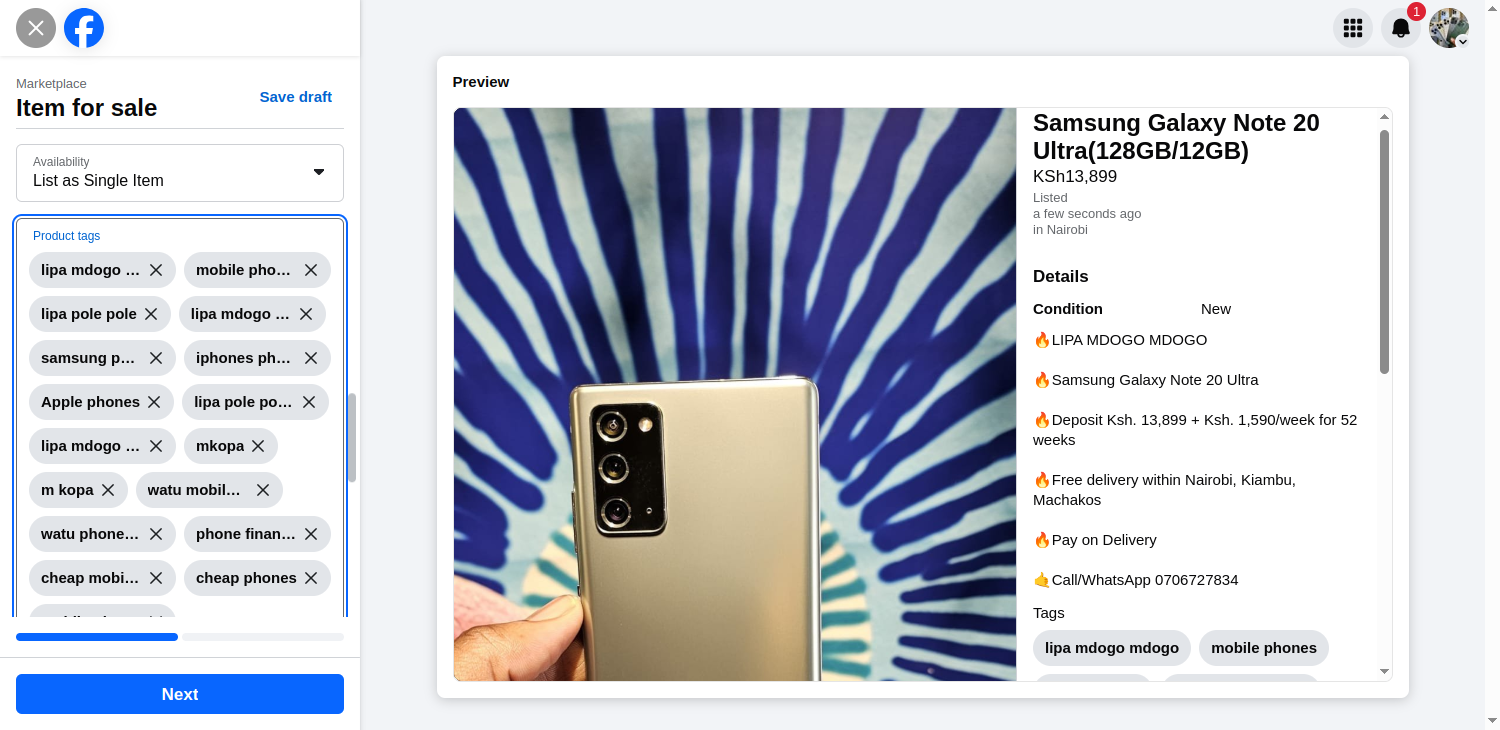 1
Marketplace
Item for sale
Save draft
Availability
List as Single Item
Product tags
lipa mdogo ...
mobile pho...
lipa pole pole
lipa mdogo ...
samsung p...
iphones ph...
Apple phones
lipa pole po...
lipa mdogo ...
mkopa
m kopa
watu mobil...
watu phone...
phone finan...
cheap mobi...
cheap phones
Next
Preview
Samsung Galaxy Note 20
Ultra(128GB/12GB)
KSh13,899
Listed
a few seconds ago
in Nairobi
Details
Condition New
🔥LIPA MDOGO MDOGO
🔥Samsung Galaxy Note 20 Ultra
🔥Deposit Ksh. 13,899 + Ksh. 1,590/week for 52
weeks
🔥Free delivery within Nairobi, Kiambu,
Machakos
🔥Pay on Delivery
🤙Call/WhatsApp 0706727834
Tags
lipa mdogo mdogo
mobile phones